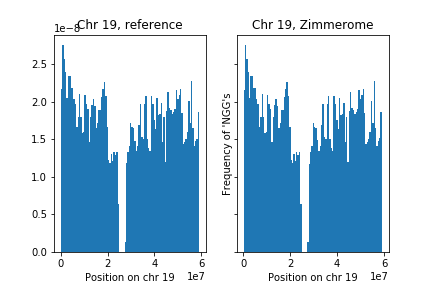 1e−8
Chr 19, reference
Chr 19, Zimmerome
2.5
2.0
1.5
1.0
0.5
0.0
Frequency of 'NGG's
0 2 4 6
0 2 4 6
Position on chr 19 1e7
Position on chr 19 1e7